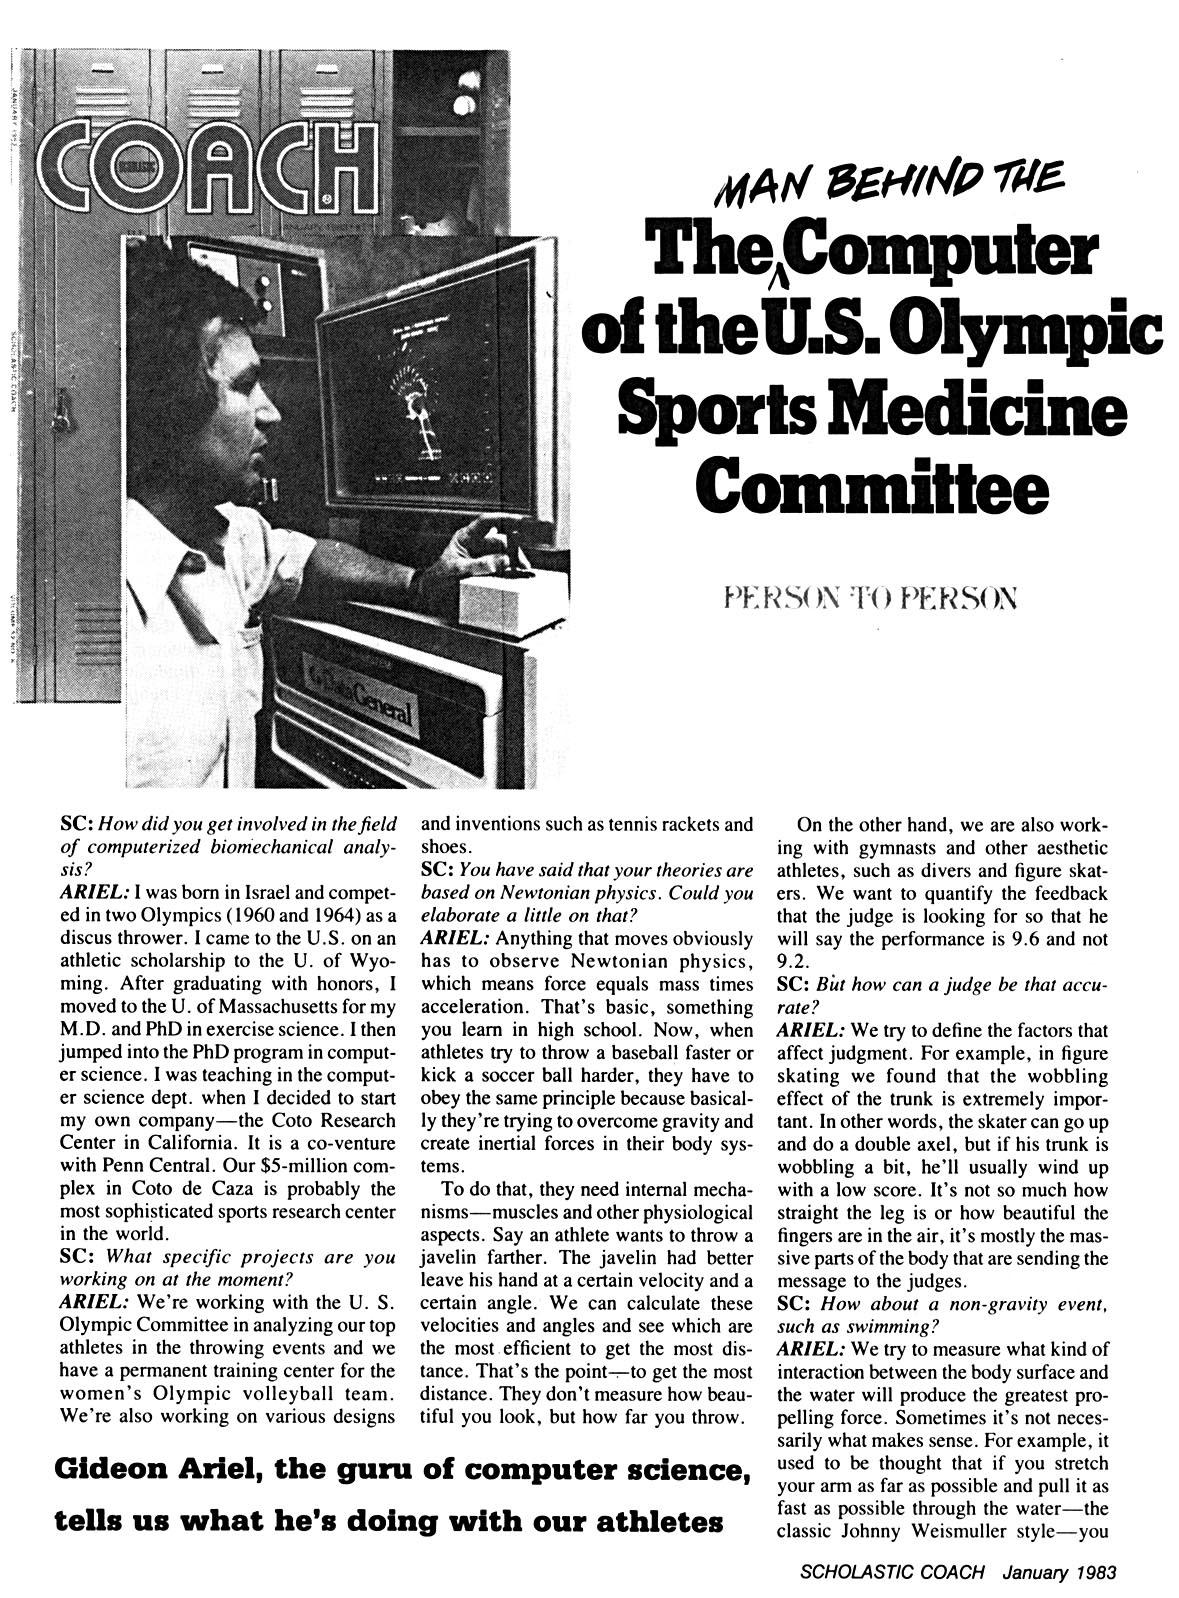 COACH
SCHOLASTIC
MAN BEHIND THE
The Computer
of the U.S. Olympic
Sports Medicine
Committee
PERSON TO PERSON
Data General
SC: How did you get involved in the field
of computerized biomechanical analy-
sis?
ARIEL: I was born in Israel and compet-
ed in two Olympics (1960 and 1964) as a
discus thrower. I came to the U.S. on an
athletic scholarship to the U. of Wyo-
ming. After graduating with honors, I
moved to the U. of Massachusetts for my
M.D. and PhD in exercise science. I then
jumped into the PhD program in comput-
er science. I was teaching in the comput-
er science dept. when I decided to start
my own company—the Coto Research
Center in California. It is a co-venture
with Penn Central. Our $5-million com-
plex in Coto de Caza is probably the
most sophisticated sports research center
in the world.
SC: What specific projects are you
working on at the moment?
ARIEL: We're working with the U. S.
Olympic Committee in analyzing our top
athletes in the throwing events and we
have a permanent training center for the
women's Olympic volleyball team.
We're also working on various designs
and inventions such as tennis rackets and
shoes.
SC: You have said that your theories are
based on Newtonian physics. Could you
elaborate a little on that?
ARIEL: Anything that moves obviously
has to observe Newtonian physics,
which means force equals mass times
acceleration. That's basic, something
you learn in high school. Now, when
athletes try to throw a baseball faster or
kick a soccer ball harder, they have to
obey the same principle because basical-
ly they're trying to overcome gravity and
create inertial forces in their body sys-
tems.
To do that, they need internal mecha-
nisms—muscles and other physiological
aspects. Say an athlete wants to throw a
javelin farther. The javelin had better
leave his hand at a certain velocity and a
certain angle. We can calculate these
velocities and angles and see which are
the most efficient to get the most dis-
tance. That's the point—to get the most
distance. They don't measure how beau-
tiful you look, but how far you throw.
On the other hand, we are also work-
ing with gymnasts and other aesthetic
athletes, such as divers and figure skat-
ers. We want to quantify the feedback
that the judge is looking for so that he
will say the performance is 9.6 and not
9.2.
SC: But how can a judge be that accu-
rate?
ARIEL: We try to define the factors that
affect judgment. For example, in figure
skating we found that the wobbling
effect of the trunk is extremely impor-
tant. In other words, the skater can go up
and do a double axel, but if his trunk is
wobbling a bit, he'll usually wind up
with a low score. It's not so much how
straight the leg is or how beautiful the
fingers are in the air, it's mostly the mas-
sive parts of the body that are sending the
message to the judges.
SC: How about a non-gravity event,
such as swimming?
ARIEL: We try to measure what kind of
interaction between the body surface and
the water will produce the greatest pro-
pelling force. Sometimes it's not neces-
sarily what makes sense. For example, it
used to be thought that if you stretch
your arm as far as possible and pull it as
fast as possible through the water—the
classic Johnny Weismuller style—you
Gideon Ariel, the guru of computer science,
tells us what he's doing with our athletes
SCHOLASTIC COACH January 1983